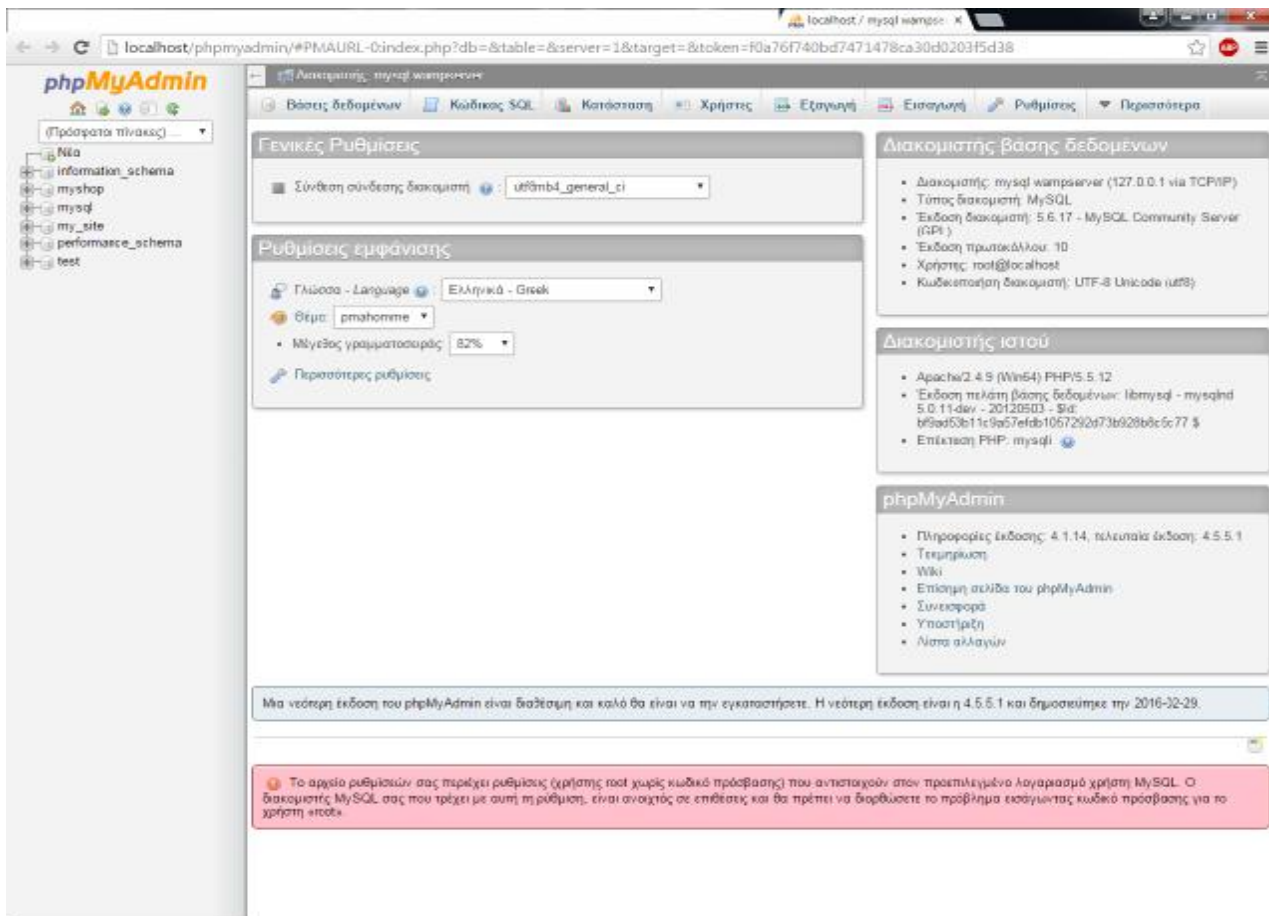 localhost / mysql wampse
localhost/phpmyadmin/#PMAURL-0:index.php?db=&table=&server=1&target=&token=f0a76f740bd7471478ca30d0203f5d38
phpMyAdmin
(Πρόσφατοι πίνακες) ...
Νέα
information_schema
myshop
mysql
my_site
performance_schema
test
Διακομιστής: mysql wampserver
Βάσεις δεδομένων Κώδικας SQL Κατάσταση Χρήστες Εξαγωγή Εισαγωγή Ρυθμίσεις Περισσότερα
Γενικές Ρυθμίσεις
Σύνθεση σύνδεσης διακομιστή : utf8mb4_general_ci
Ρυθμίσεις εμφάνισης
Γλώσσα - Language : Ελληνικά - Greek
Θέμα: pmahomme
Μέγεθος γραμματοσειράς: 82%
Περισσότερες ρυθμίσεις
Διακομιστής βάσης δεδομένων
Διακομιστής: mysql wampserver (127.0.0.1 via TCP/IP)
Τύπος διακομιστή: MySQL
Έκδοση διακομιστή: 5.6.17 - MySQL Community Server
(GPL)
Έκδοση πρωτοκόλλου: 10
Χρήστης: root@localhost
Κωδικοποίηση διακομιστή: UTF-8 Unicode (utf8)
Διακομιστής ιστού
Apache/2.4.9 (Win64) PHP/5.5.12
Έκδοση πελάτη βάσης δεδομένων: libmysql - mysqlnd
5.0.11-dev - 20120503 - $Id:
Επέκταση PHP: mysqli
phpMyAdmin
Πληροφορίες έκδοσης: 4.1.14, τελευταία έκδοση: 4.5.5.1
Τεκμηρίωση
Wiki
Επίσημη σελίδα του phpMyAdmin
Συνεισφορά
Υποστήριξη
Λίστα αλλαγών
Μια νεότερη έκδοση του phpMyAdmin είναι διαθέσιμη και καλό θα είναι να την εγκαταστήσετε. Η νεότερη έκδοση είναι η 4.5.5.1 και δημοσιεύτηκε την 2016-02-29.
Το αρχείο ρυθμίσεών σας περιέχει ρυθμίσεις (χρήστης root χωρίς κωδικό πρόσβασης) που αντιστοιχούν στον προεπιλεγμένο λογαριασμό χρήστη MySQL. Ο
διακομιστής MySQL σας που τρέχει με αυτή τη ρύθμιση, είναι ανοιχτός σε επιθέσεις και θα πρέπει να διορθώσετε το πρόβλημα εισάγωντας κωδικό πρόσβασης για το
χρήστη «root».